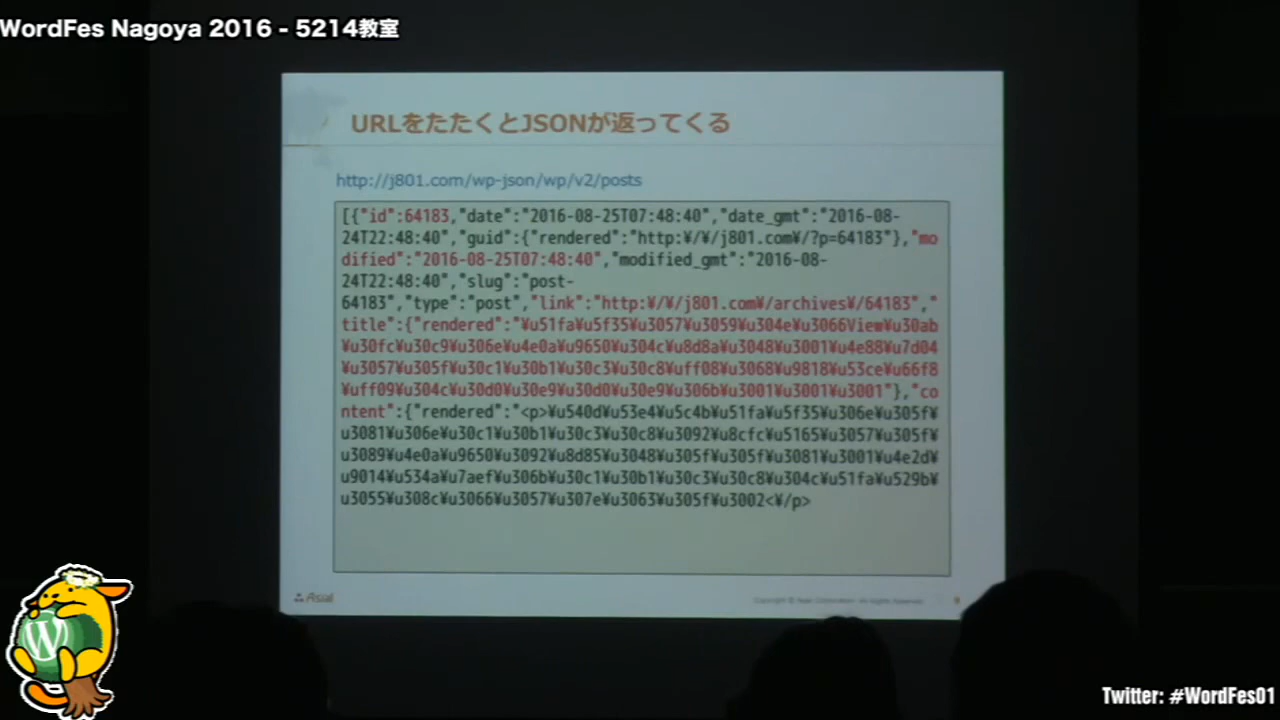 WordFes Nagoya 2016 - 5214教室
URLをたたくとJSONが返ってくる
http://j801.com/wp-json/wp/v2/posts
[{"id":64183,"date":"2016-08-25T07:48:40","date_gmt":"2016-08-
24T22:48:40","guid":{"rendered":"http:¥/¥/j801.com¥/?p=64183"},"mo
dified":"2016-08-25T07:48:40","modified_gmt":"2016-08-
24T22:48:40","slug":"post-
64183","type":"post","link":"http:¥/¥/j801.com¥/archives¥/64183","
title":{"rendered":"¥u51fa¥u5f35¥u3057¥u3059¥u304e¥u3066View¥u30ab
¥u30fc¥u30c9¥u306e¥u4e0a¥u9650¥u304c¥u8d8a¥u3048¥u3001¥u4e88¥u7d04
¥u3057¥u305f¥u30c1¥u30b1¥u30c3¥u30c8¥uff08¥u3068¥u9818¥u53ce¥u66f8
¥uff09¥u304c¥u30d0¥u30e9¥u30d0¥u30e9¥u306b¥u3001¥u3001¥u3001"},"co
ntent":{"rendered":"<p>¥u540d¥u53e4¥u5c4b¥u51fa¥u5f35¥u306e¥u305f¥
u3081¥u306e¥u30c1¥u30b1¥u30c3¥u30c8¥u3092¥u8cfc¥u5165¥u3057¥u305f¥
u3089¥u4e0a¥u9650¥u3092¥u8d85¥u3048¥u305f¥u305f¥u3081¥u3001¥u4e2d¥
u9014¥u534a¥u7aef¥u306b¥u30c1¥u30b1¥u30c3¥u30c8¥u304c¥u51fa¥u529b¥
u3055¥u308c¥u3066¥u3057¥u307e¥u3063¥u305f¥u3002<¥/p>
Asial
Copyright © Asial Corporation. All Rights Reserved.
W
Twitter: #WordFes01